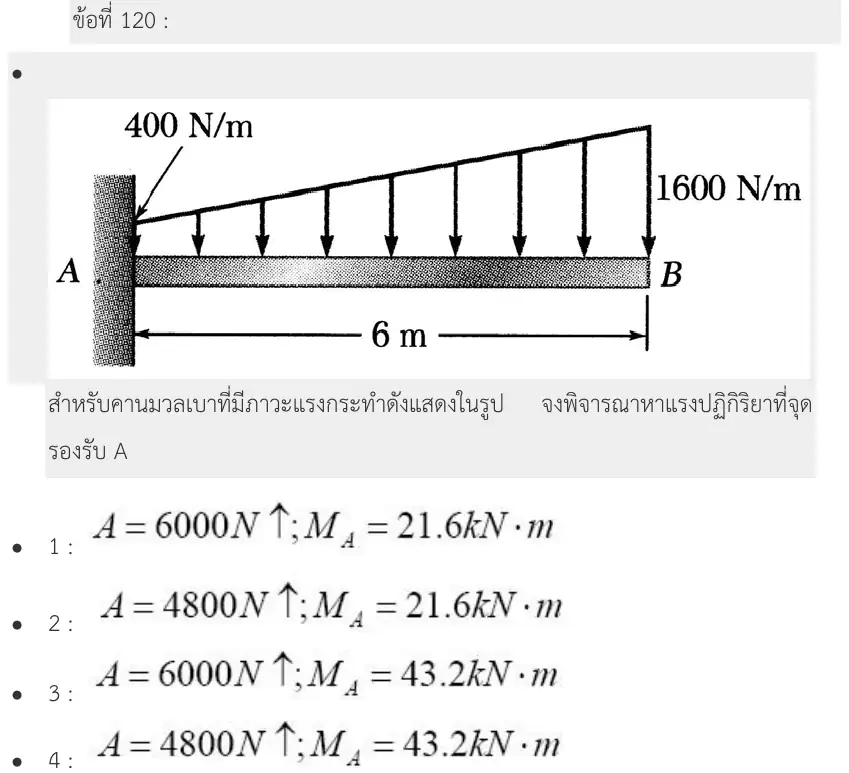 ข้อที่ 120 :
400 N/m
1600 N/m
A
B
6 m
สำหรับคานมวลเบาที่มีภาวะแรงกระทำดังแสดงในรูป จงพิจารณาหาแรงปฏิกิริยาที่จุด
รองรับ A
1 : A = 6000N ↑; M_A = 21.6kN · m
2 : A = 4800N ↑; M_A = 21.6kN · m
3 : A = 6000N ↑; M_A = 43.2kN · m
4 : A = 4800N ↑; M_A = 43.2kN · m